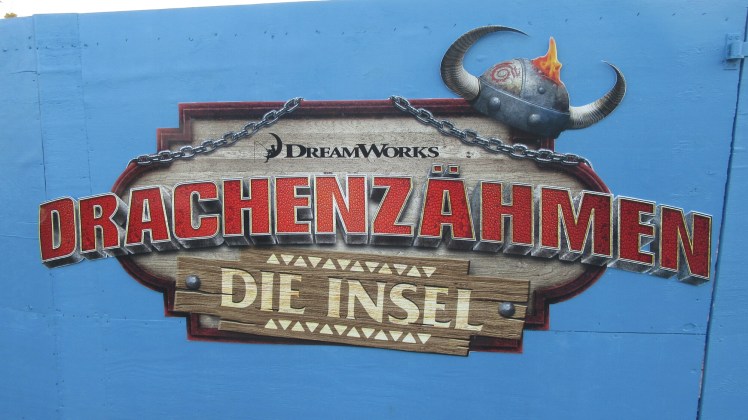 DREAMWORKS
DRACHENZÄHMEN
DIE INSEL